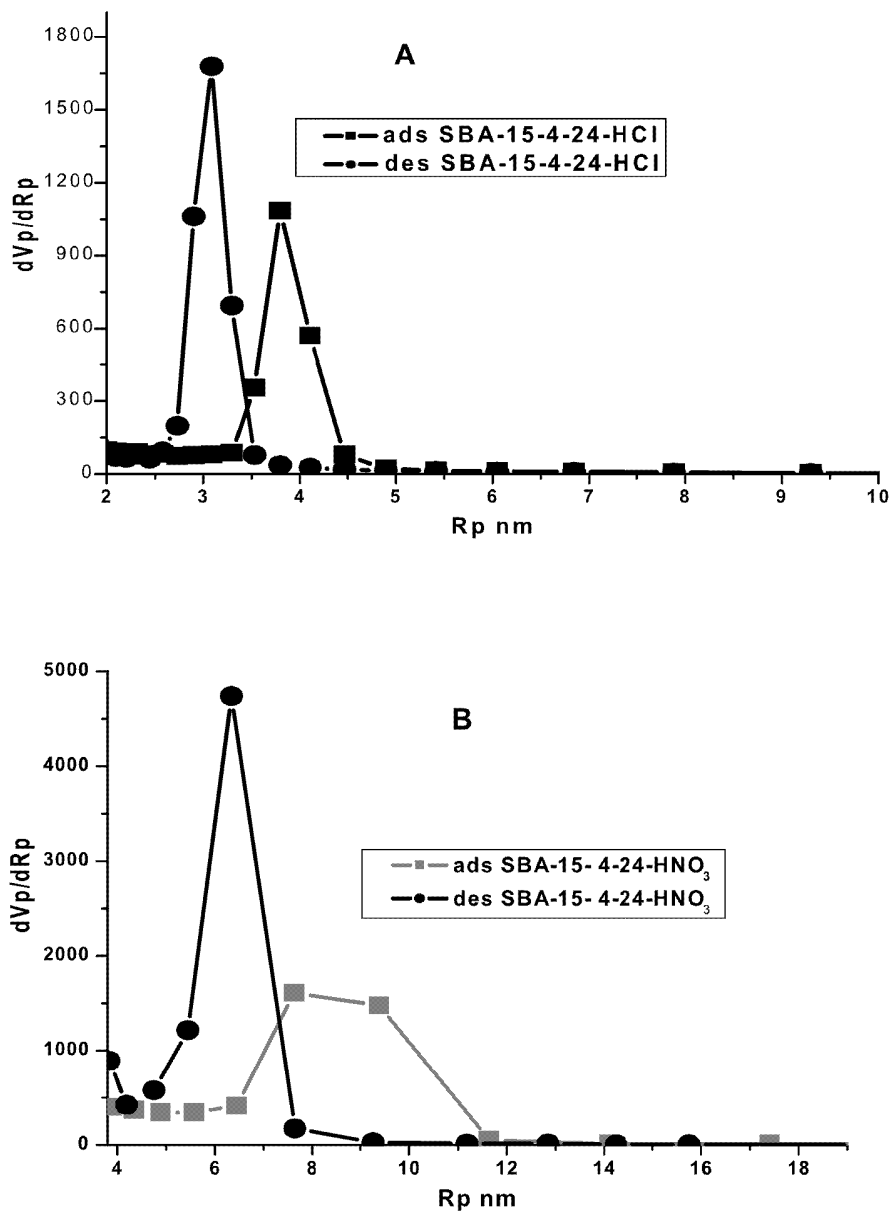 A
1800
1500
1200
900
600
300
0
dVp/dRp
ads SBA-15-4-24-HCl
des SBA-15-4-24-HCl
2 3 4 5 6 7 8 9 10
Rp nm
B
5000
4000
3000
2000
1000
0
dVp/dRp
ads SBA-15- 4-24-HNO3
des SBA-15- 4-24-HNO3
4 6 8 10 12 14 16 18
Rp nm